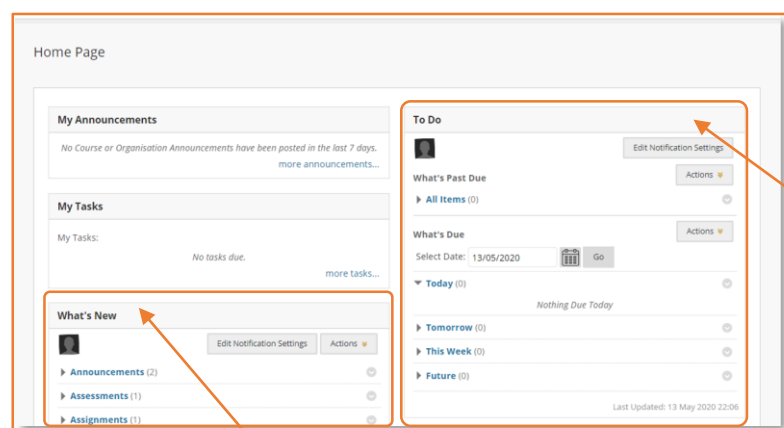 Home Page
My Announcements
No Course or Organisation Announcements have been posted in the last 7 days.
more announcements...
My Tasks
My Tasks:
No tasks due.
more tasks...
What's New
Edit Notification Settings Actions
Announcements (2)
Assessments (1)
Assignments (1)
To Do
Edit Notification Settings
What's Past Due Actions
All Items (0)
What's Due Actions
Select Date: 13/05/2020 Go
Today (0)
Nothing Due Today
Tomorrow (0)
This Week (0)
Future (0)
Last Updated: 13 May 2020 22:06